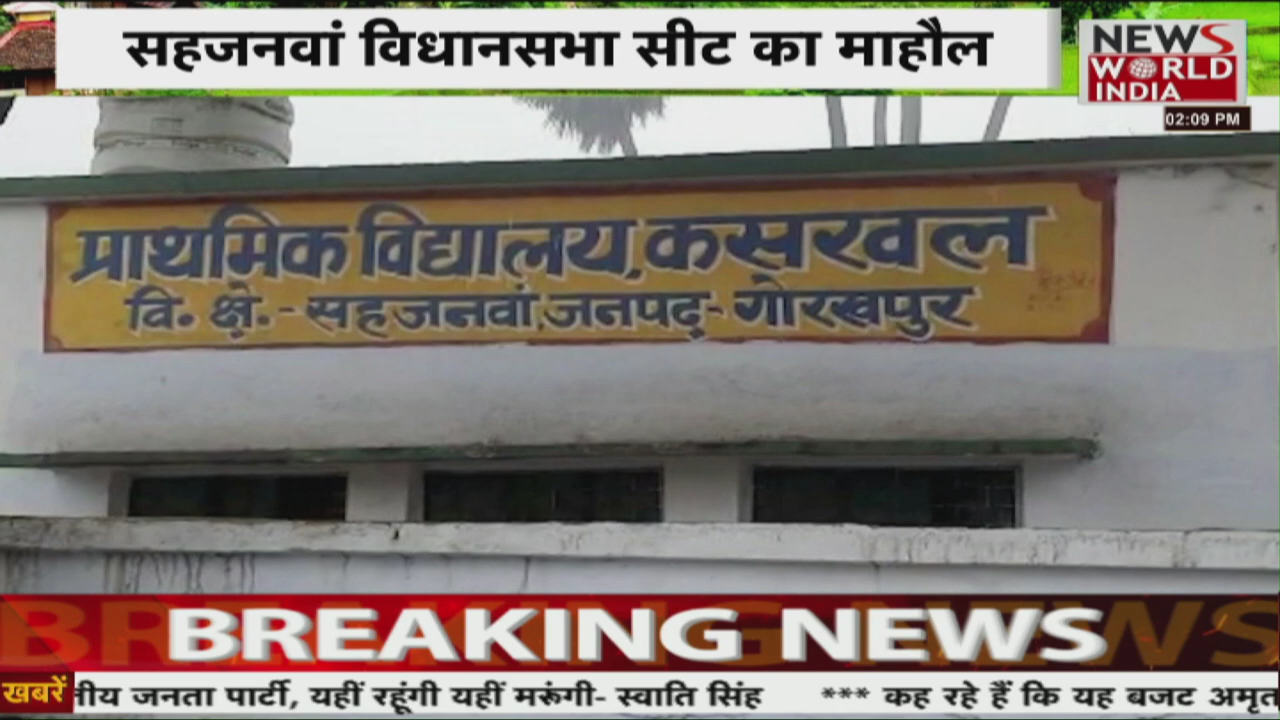 सहजनवां विधानसभा सीट का माहौल
NEWS
WORLD
INDIA
02:09 PM
प्राथमिक विद्यालय, कसरवल
वि. क्षे.- सहजनवां, जनपद- गोरखपुर
BREAKING NEWS
खबरें
तीय जनता पार्टी, यहीं रहूंगी यहीं मरूंगी- स्वाति सिंह *** कह रहे हैं कि यह बजट अमृत